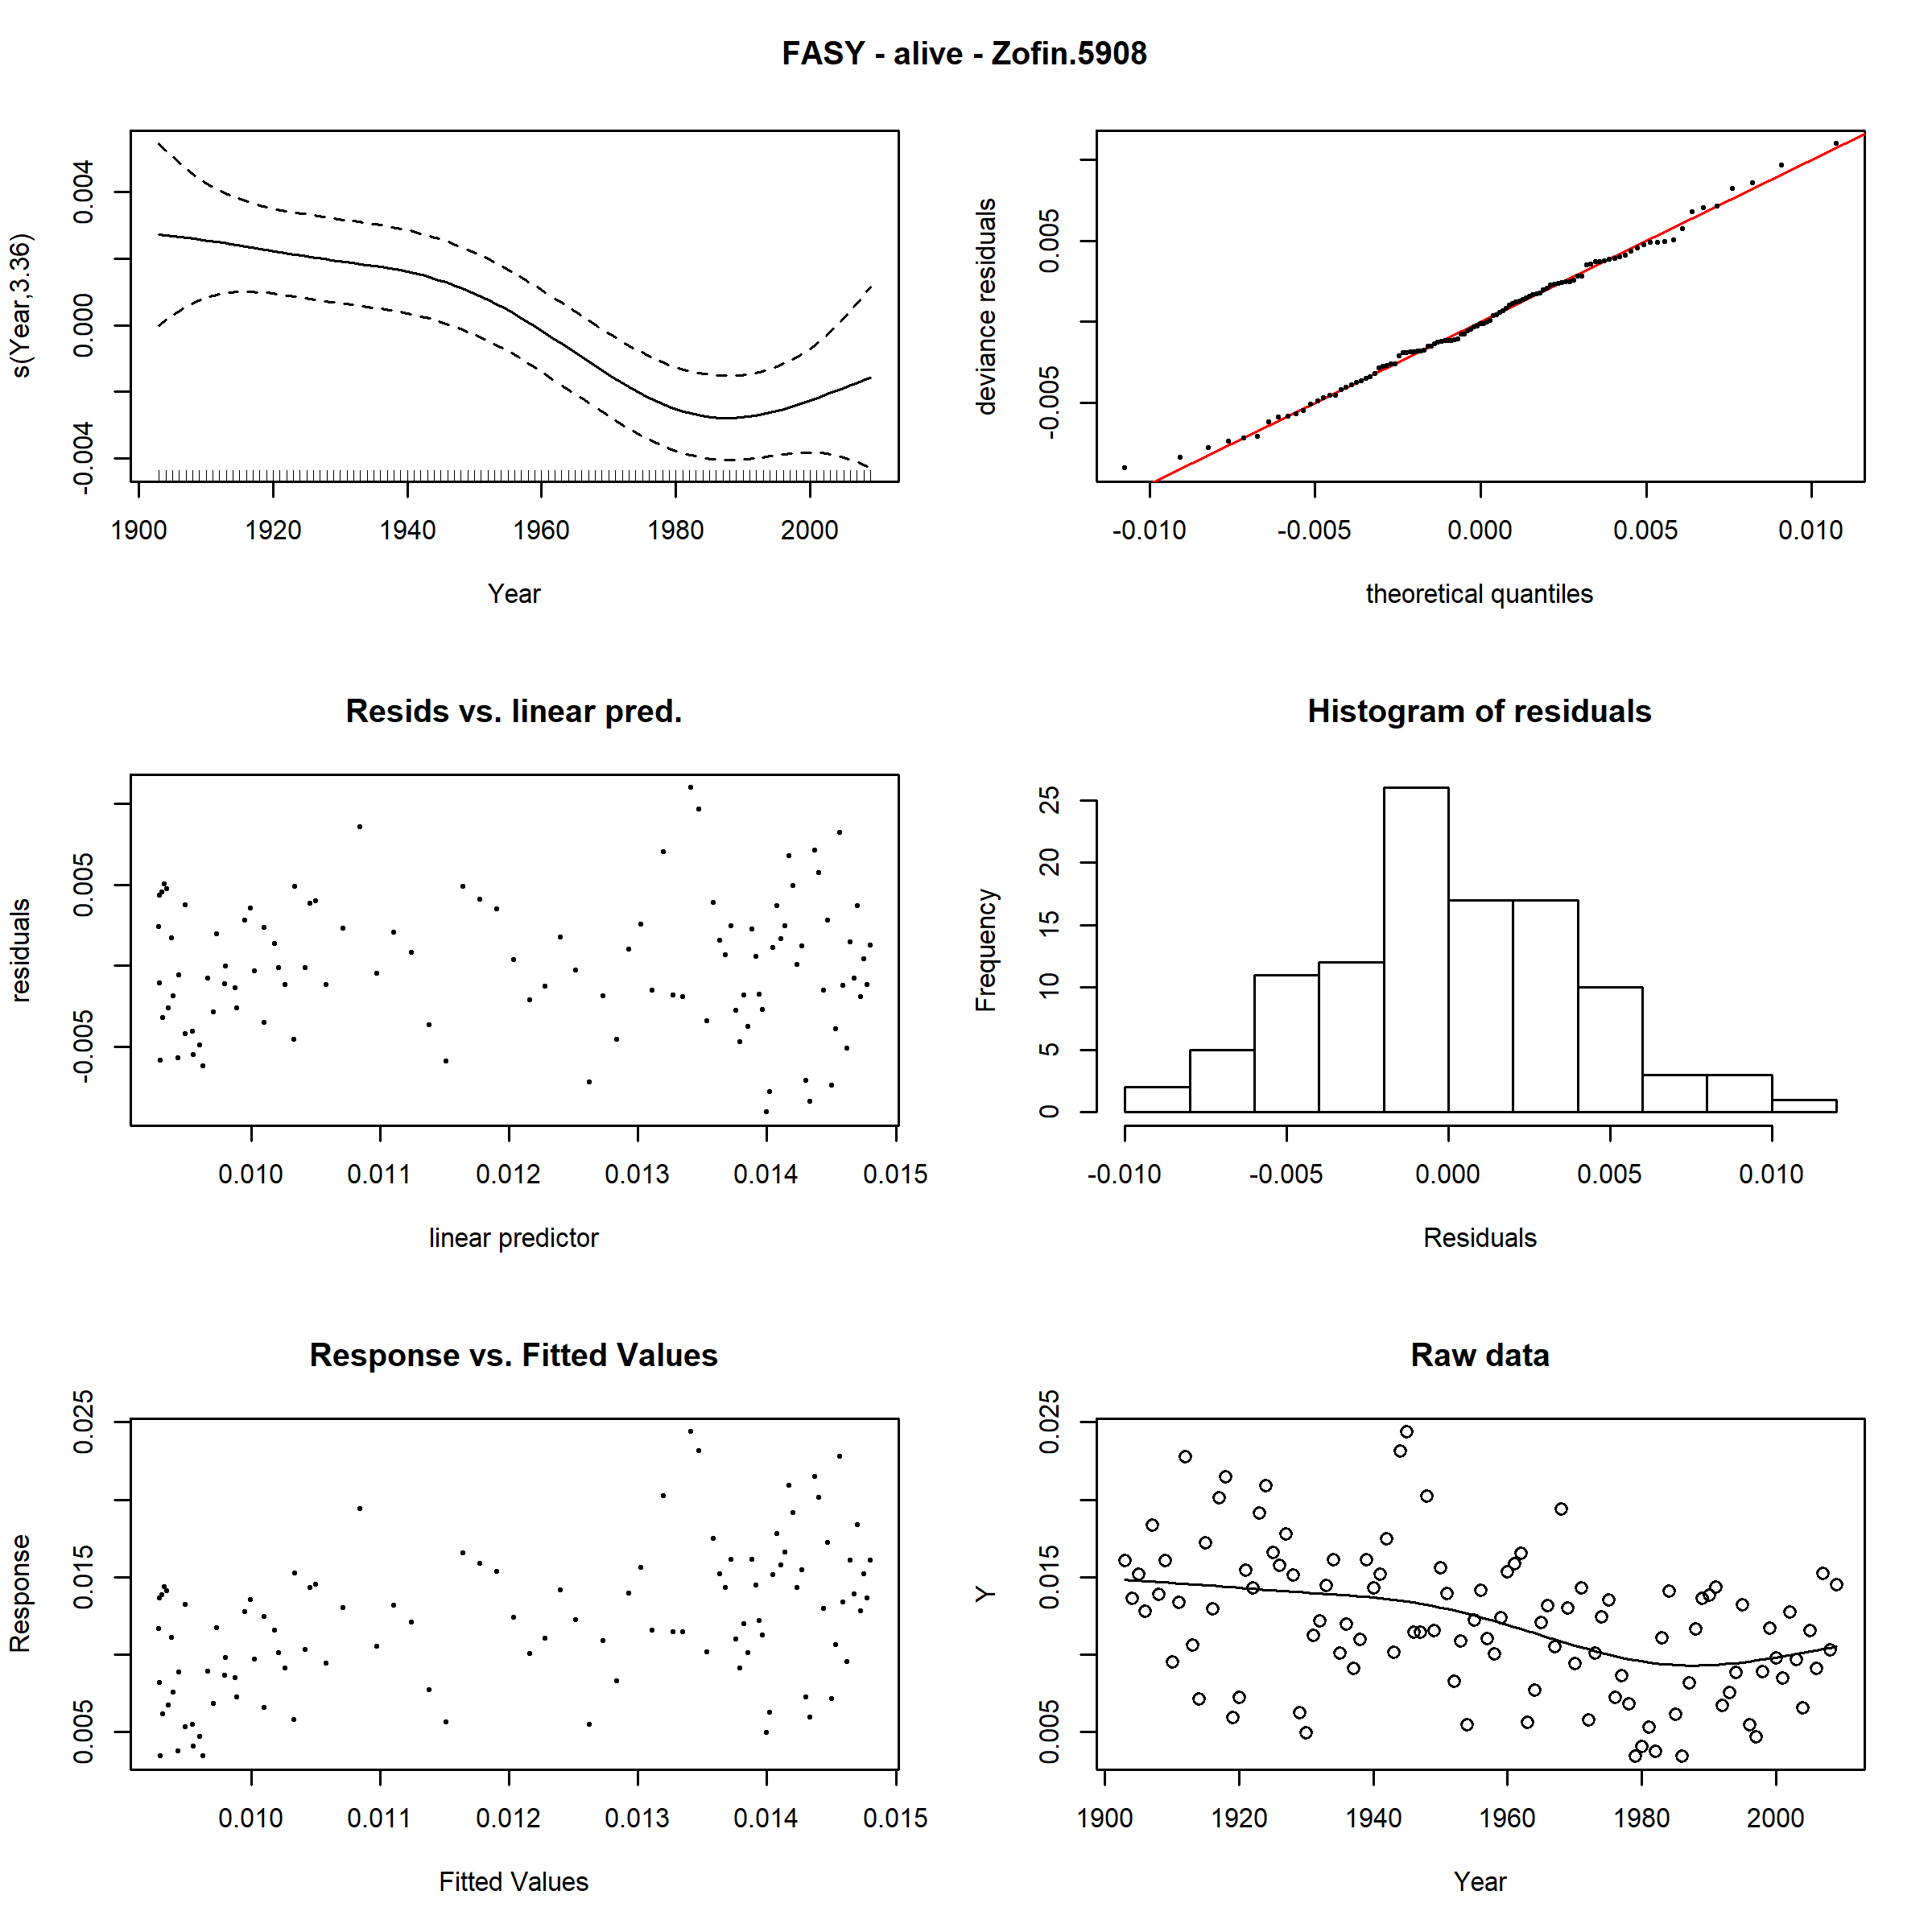 FASY - alive - Zofin.5908
s(Year,3.36)
0.004
0.000
-0.004
1900 1920 1940 1960 1980 2000
Year
deviance residuals
0.005
-0.005
-0.010 -0.005 0.000 0.005 0.010
theoretical quantiles
Resids vs. linear pred.
residuals
0.005
-0.005
0.010 0.011 0.012 0.013 0.014 0.015
linear predictor
Histogram of residuals
Frequency
25
20
15
10
5
0
-0.010 -0.005 0.000 0.005 0.010
Residuals
Response vs. Fitted Values
Response
0.025
0.015
0.005
0.010 0.011 0.012 0.013 0.014 0.015
Fitted Values
Raw data
Y
0.025
0.015
0.005
1900 1920 1940 1960 1980 2000
Year